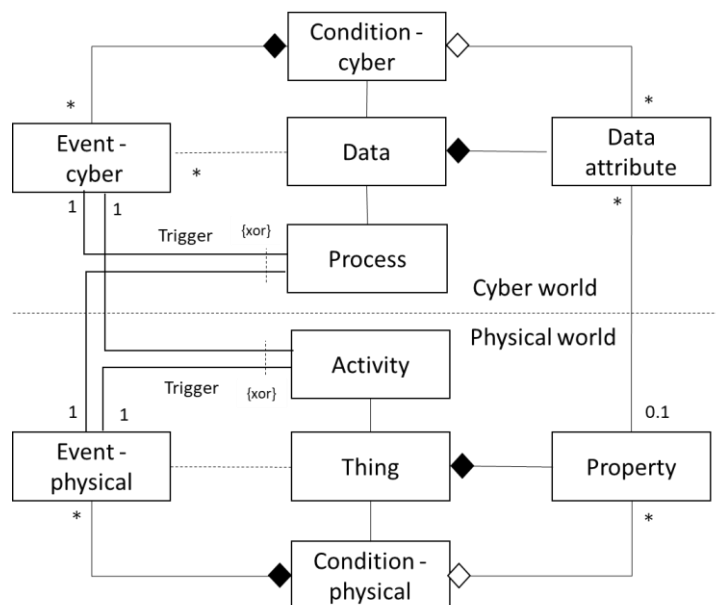 Condition -
cyber
*
*
Event -
cyber
*
Data
Data
attribute
*
1
1
Trigger
{xor}
Process
Cyber world
Physical world
Activity
Trigger
{xor}
1
1
0.1
Event -
physical
Thing
Property
*
*
Condition -
physical